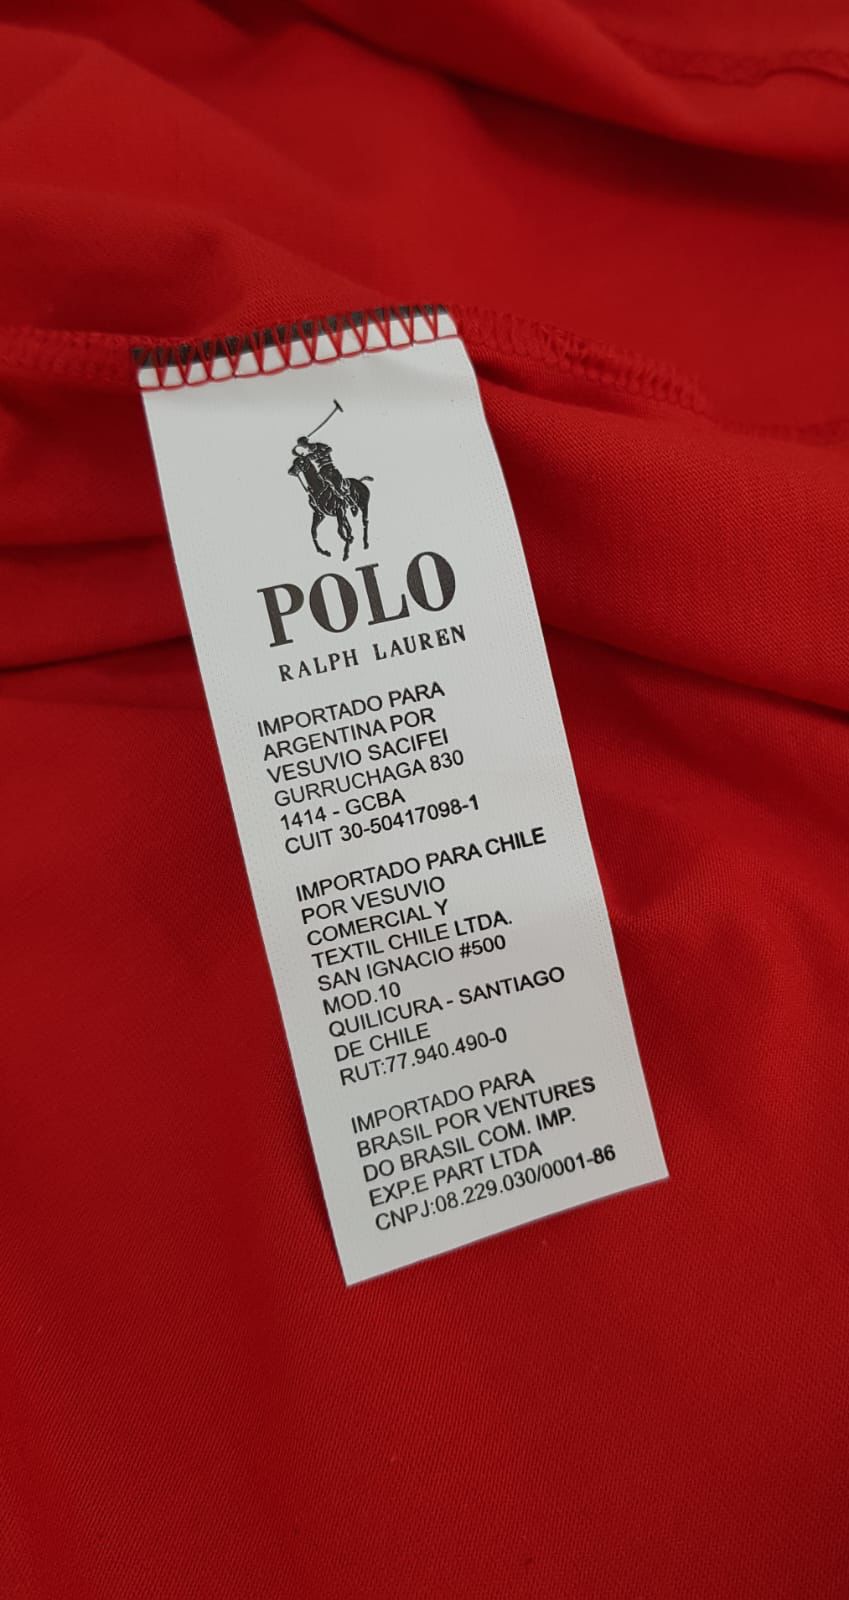 POLO
RALPH LAUREN
IMPORTADO PARA
ARGENTINA POR
VESUVIO SACIFEI
GURRUCHAGA 830
1414 - GCBA
CUIT 30-50417098-1
IMPORTADO PARA CHILE
POR VESUVIO
COMERCIAL Y
TEXTIL CHILE LTDA.
SAN IGNACIO #500
MOD.10
QUILICURA - SANTIAGO
DE CHILE
RUT:77.940.490-0
IMPORTADO PARA
BRASIL POR VENTURES
DO BRASIL COM. IMP.
EXP.E PART LTDA
CNPJ:08.229.030/0001-86